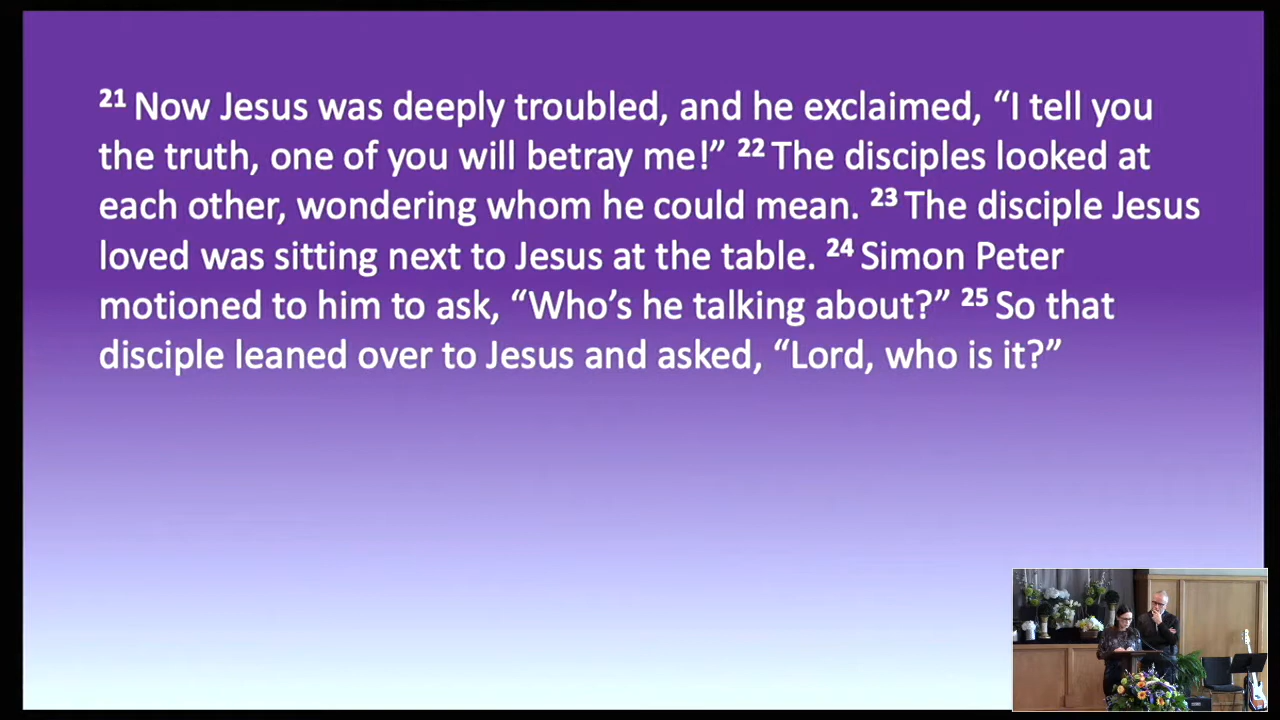 21 Now Jesus was deeply troubled, and he exclaimed, “I tell you
the truth, one of you will betray me!” 22 The disciples looked at
each other, wondering whom he could mean. 23 The disciple Jesus
loved was sitting next to Jesus at the table. 24 Simon Peter
motioned to him to ask, “Who’s he talking about?” 25 So that
disciple leaned over to Jesus and asked, “Lord, who is it?”